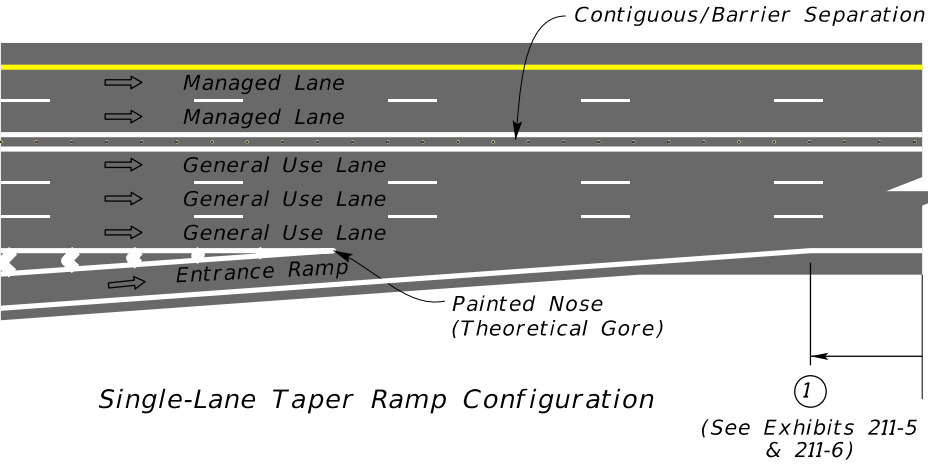 Contiguous/Barrier Separation
Managed Lane
Managed Lane
General Use Lane
General Use Lane
General Use Lane
Entrance Ramp
Painted Nose
(Theoretical Gore)
Single-Lane Taper Ramp Configuration
1
(See Exhibits 211-5
& 211-6)